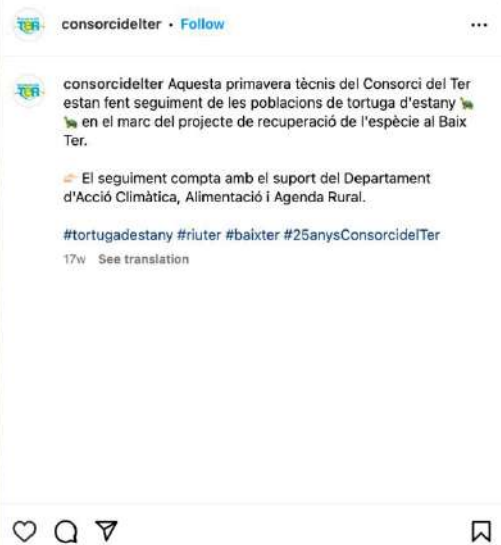 TER
consorcidelter • Follow
TER
consorcidelter Aquesta primavera tècnis del Consorci del Ter
estan fent seguiment de les poblacions de tortuga d'estany 🐢
🐢 en el marc del projecte de recuperació de l'espècie al Baix
Ter.
👉🏻 El seguiment compta amb el suport del Departament
d'Acció Climàtica, Alimentació i Agenda Rural.
#tortugadestany #riuter #baixter #25anysConsorcidelTer
17w See translation